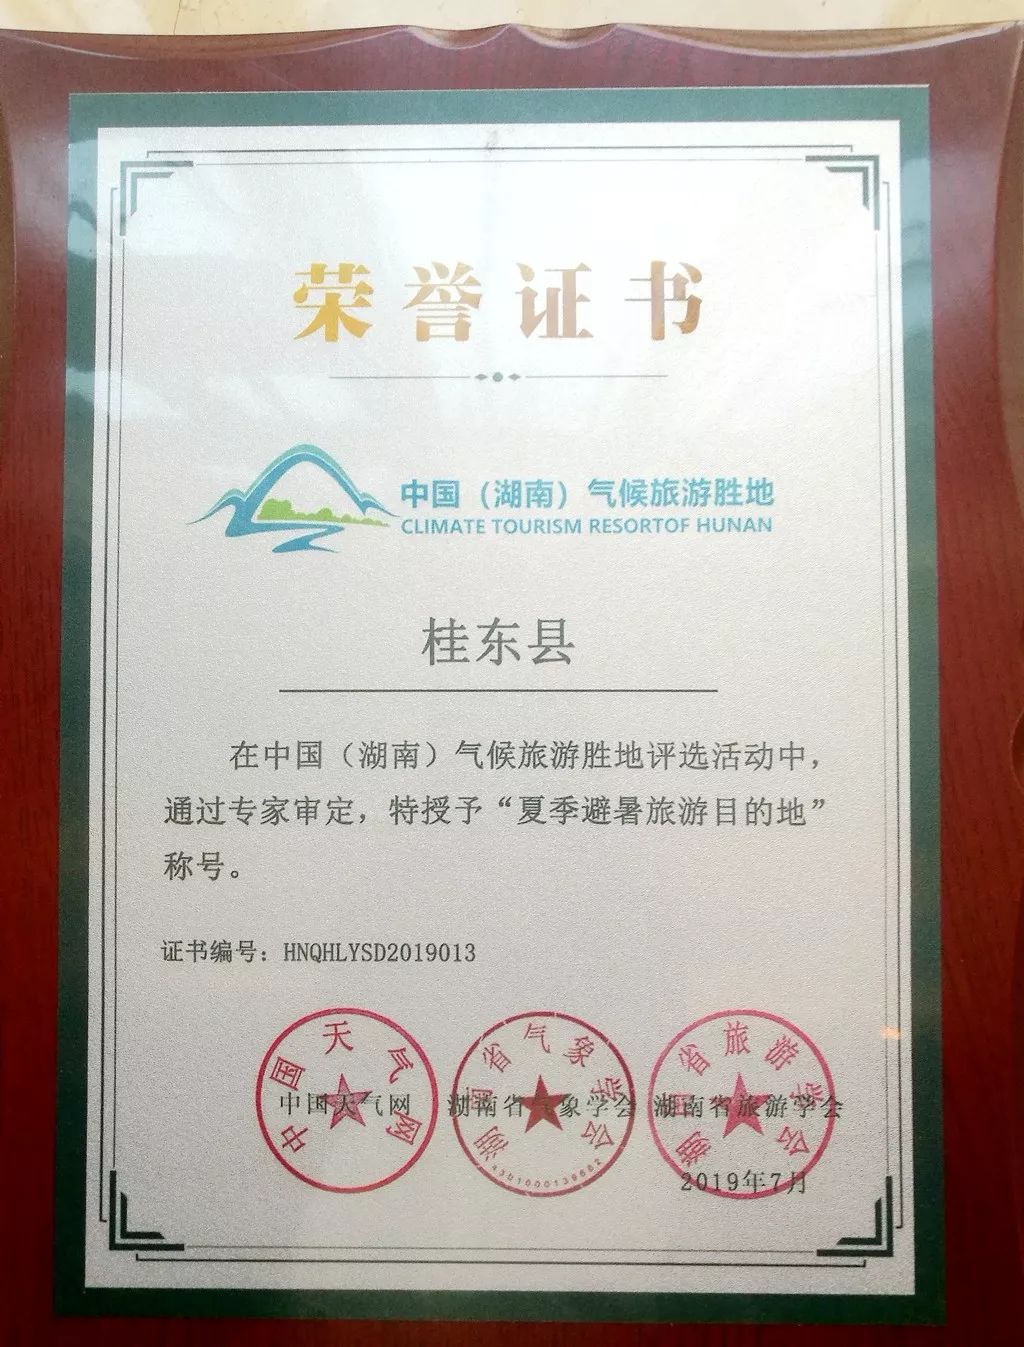 荣誉证书
中国（湖南）气候旅游胜地
CLIMATE TOURISM RESORTOF HUNAN
桂东县
在中国（湖南）气候旅游胜地评选活动中，
通过专家审定，特授予“夏季避暑旅游目的地”
称号。
证书编号：HNQHLYSD2019013
中国天气网
湖南省气象学会
湖南省旅游学会
中国天气网 湖南省气象学会 湖南省旅游学会
2019年7月